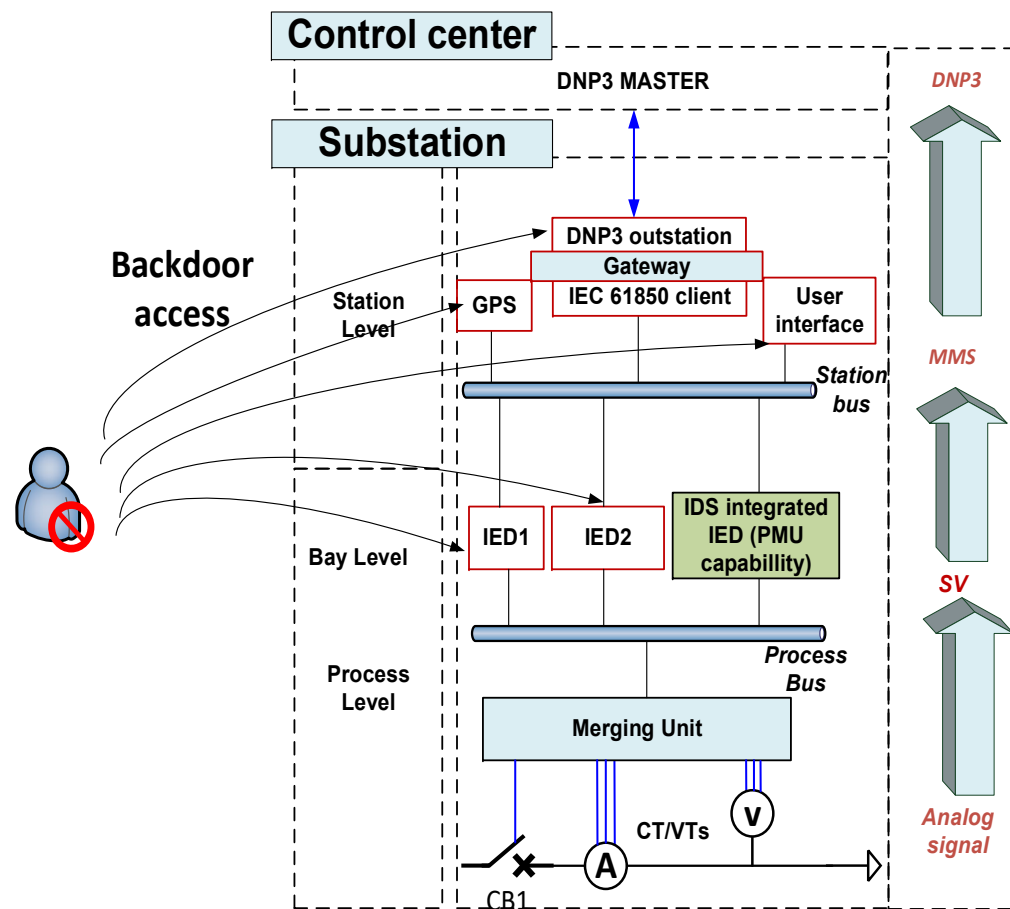 Control center
DNP3 MASTER
DNP3
Substation
DNP3 outstation
Gateway
IEC 61850 client
Backdoor
access
Station
Level
GPS
User
interface
MMS
Station
bus
IED1
IED2
IDS integrated
IED (PMU
capabillity)
Bay Level
SV
Process
Bus
Process
Level
Merging Unit
V
CT/VTs
A
CB1
Analog
signal